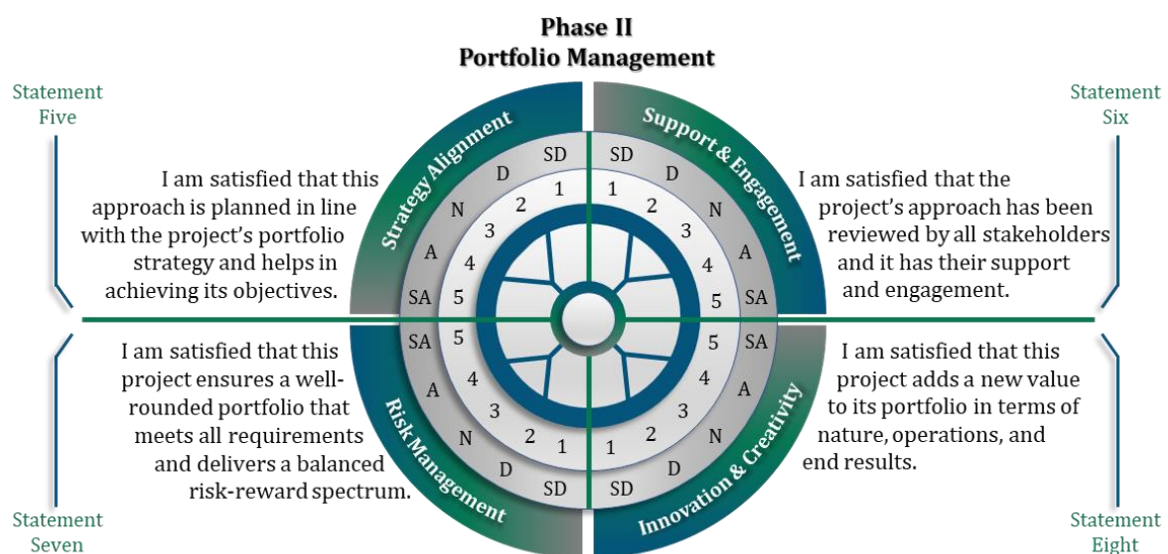 Phase II
Portfolio Management
Statement
Five
I am satisfied that this
approach is planned in line
with the project's portfolio
strategy and helps in
achieving its objectives.
Strategy Alignment
SD
D
N
A
SA
1
2
3
4
5
Support & Engagement
SD
D
N
A
SA
1
2
3
4
5
Statement
Six
I am satisfied that the
project's approach has been
reviewed by all stakeholders
and it has their support
and engagement.
I am satisfied that this
project ensures a well-
rounded portfolio that
meets all requirements
and delivers a balanced
risk-reward spectrum.
Statement
Seven
Risk Management
SA
A
N
D
SD
5
4
3
2
1
Innovation & Creativity
SA
A
N
D
SD
5
4
3
2
1
I am satisfied that this
project adds a new value
to its portfolio in terms of
nature, operations, and
end results.
Statement
Eight